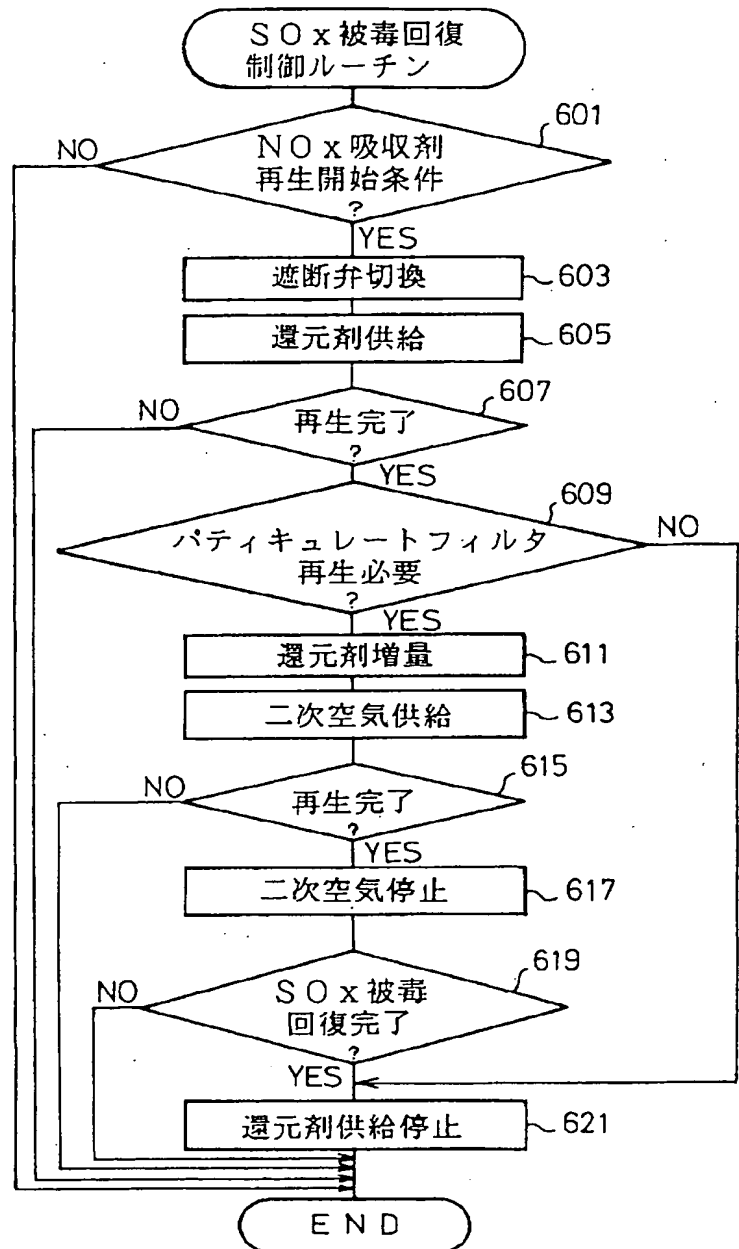 SOx被毒回復
制御ルーチン
601
NO
NOx吸収剤
再生開始条件
?
YES
遮断弁切換
603
還元剤供給
605
607
NO
再生完了
?
YES
609
NO
パティキュレートフィルタ
再生必要
?
YES
還元剤増量
611
二次空気供給
613
615
NO
再生完了
?
YES
二次空気停止
617
619
NO
SOx被毒
回復完了
?
YES
還元剤供給停止
621
END